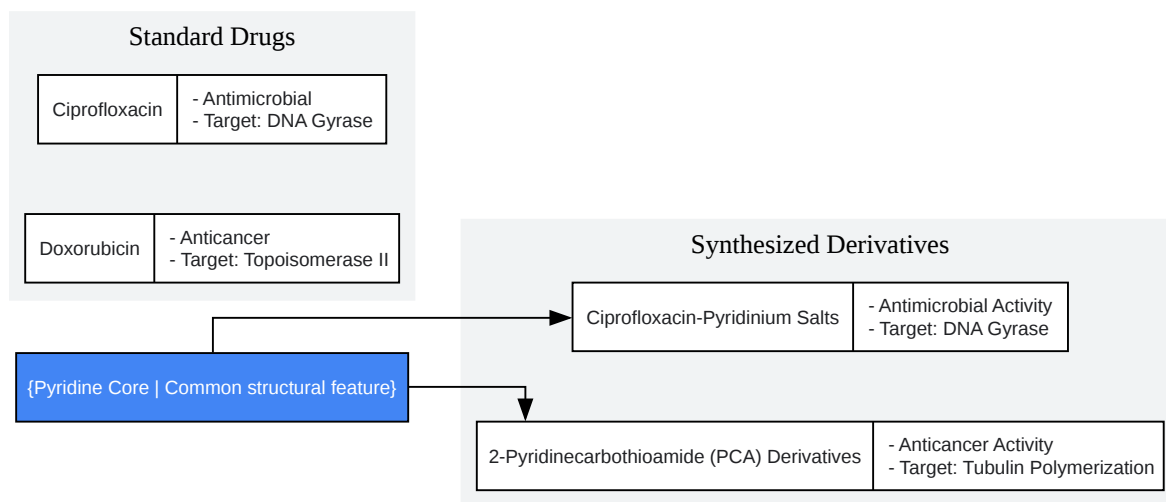 Standard Drugs
Ciprofloxacin
- Antimicrobial
- Target: DNA Gyrase
Doxorubicin
- Anticancer
- Target: Topoisomerase II
Synthesized Derivatives
Ciprofloxacin-Pyridinium Salts
- Antimicrobial Activity
- Target: DNA Gyrase
{Pyridine Core | Common structural feature}
2-Pyridinecarbothioamide (PCA) Derivatives
- Anticancer Activity
- Target: Tubulin Polymerization